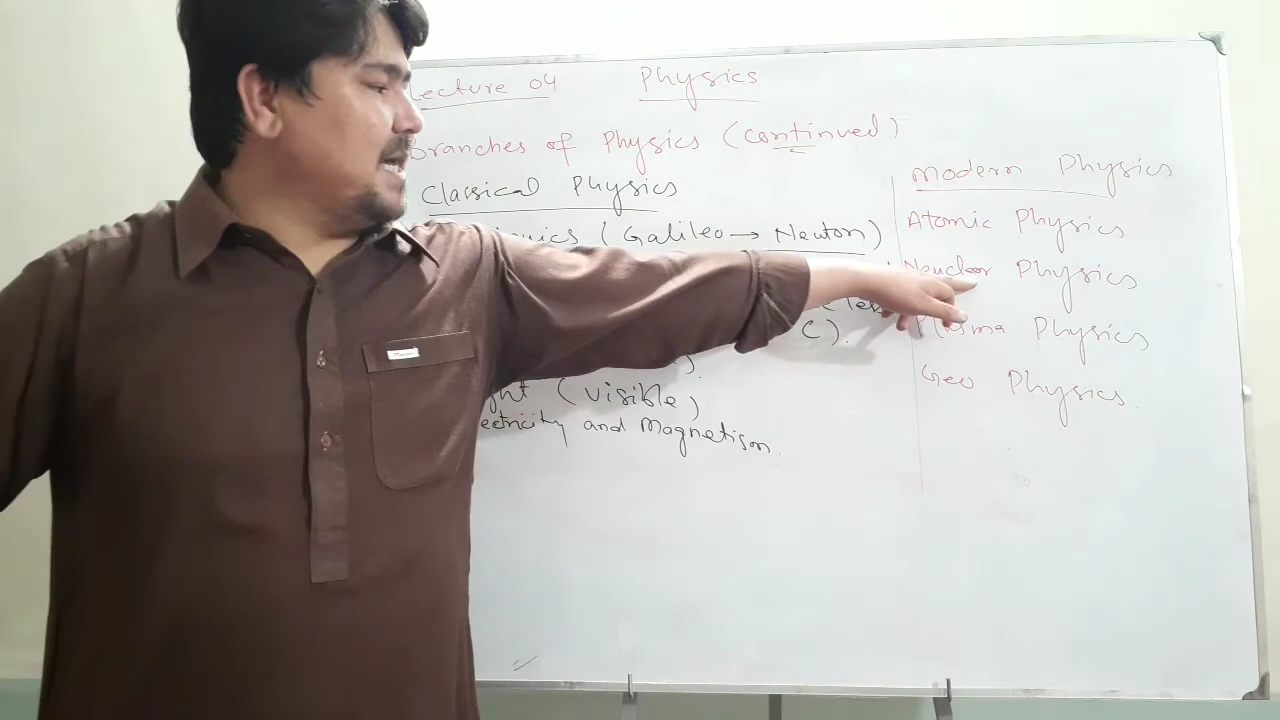 Lecture 04 Physics
Branches of Physics (continued)
Classical Physics
(Galileo → Newton)
C).
(visible)
and Magnetism.
Modern Physics
Atomic Physics
Neuclear Physics
Plasma Physics
Geo Physics.